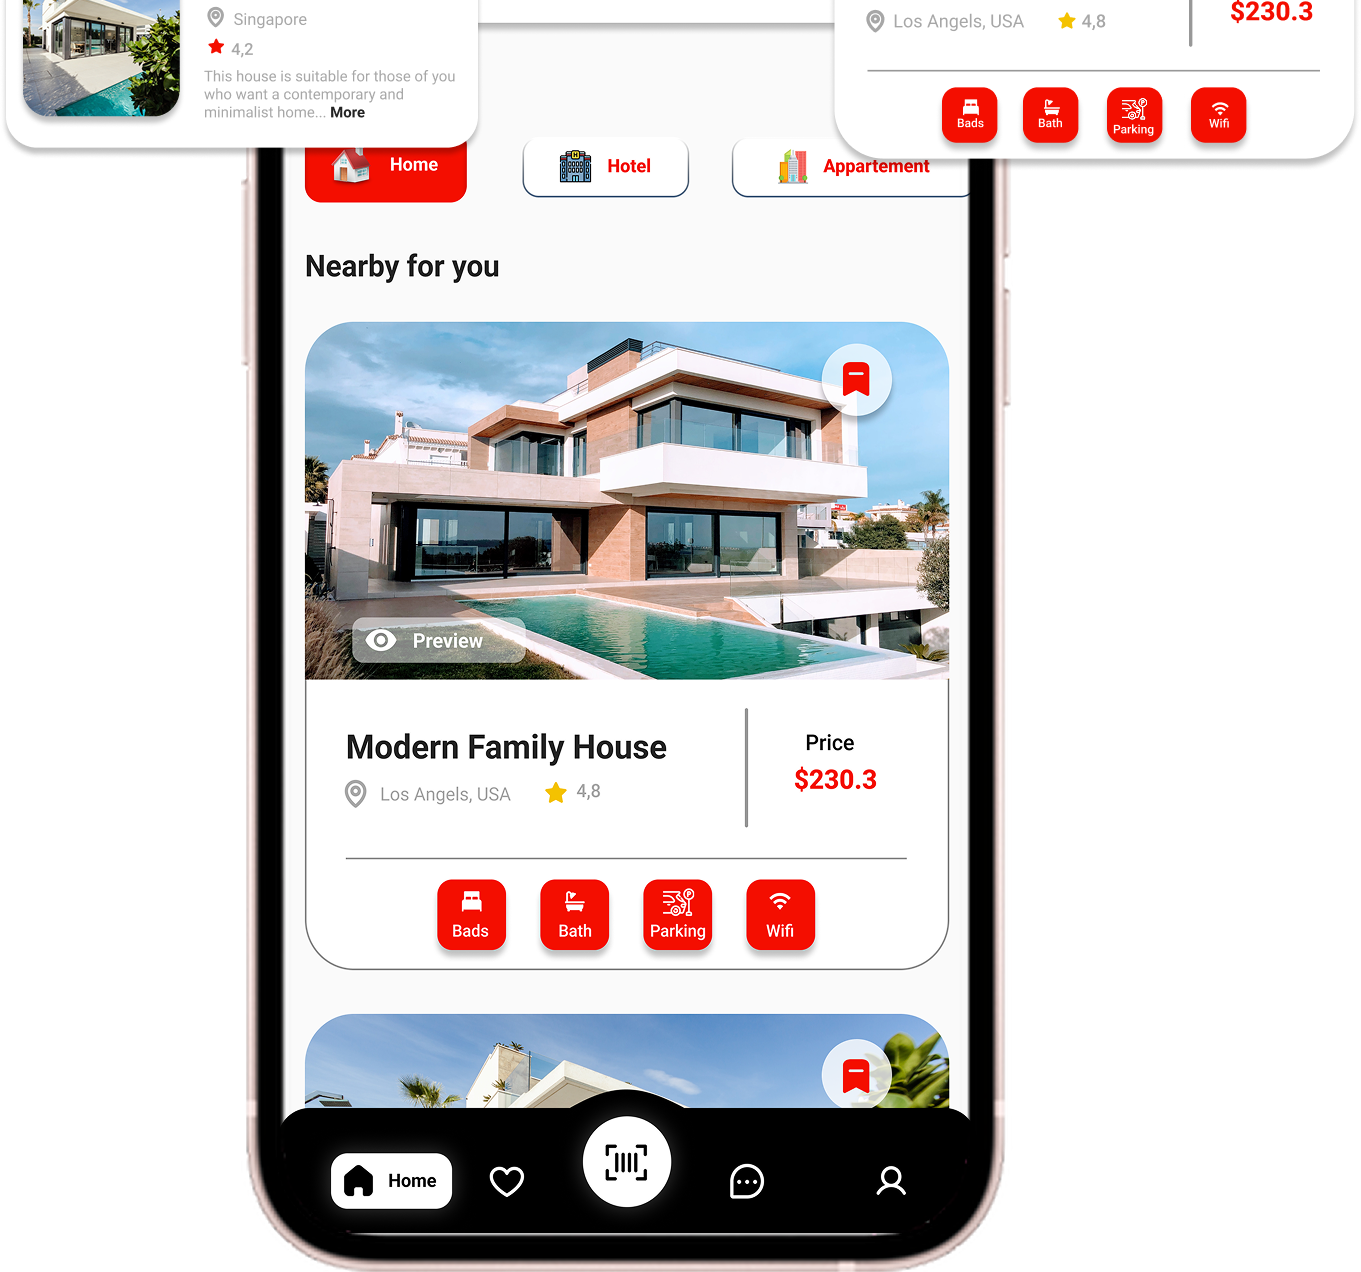 Singapore
4,2
This house is suitable for those of you
who want a contemporary and
minimalist home... More
Los Angels, USA 4,8
$230.3
Bads Bath Parking Wifi
Home Hotel Appartement
Nearby for you
Preview
Modern Family House
Los Angels, USA 4,8
Price
$230.3
Bads Bath Parking Wifi
Home